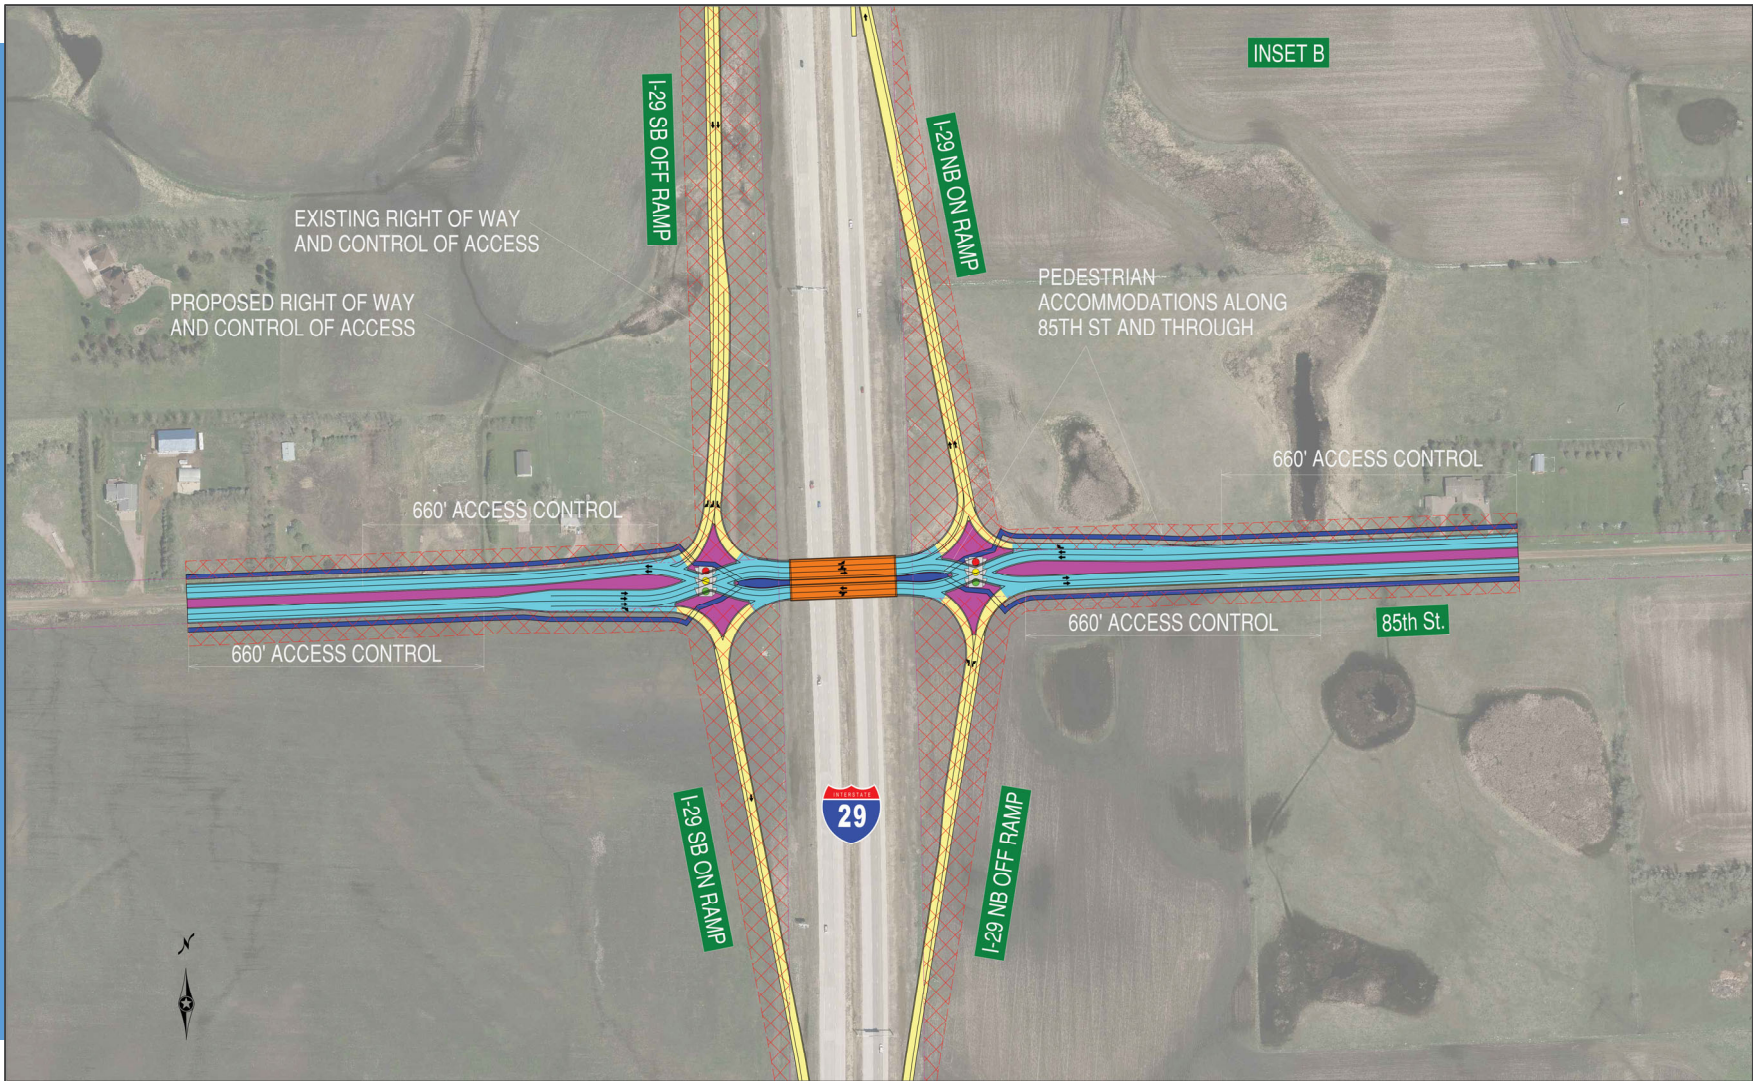 INSET B
I-29 SB OFF RAMP
I-29 NB ON RAMP
EXISTING RIGHT OF WAY
AND CONTROL OF ACCESS
PROPOSED RIGHT OF WAY
AND CONTROL OF ACCESS
PEDESTRIAN
ACCOMMODATIONS ALONG
85TH ST AND THROUGH
660' ACCESS CONTROL
660' ACCESS CONTROL
660' ACCESS CONTROL
85th St.
660' ACCESS CONTROL
I-29 SB ON RAMP
INTERSTATE
29
I-29 NB OFF RAMP
N